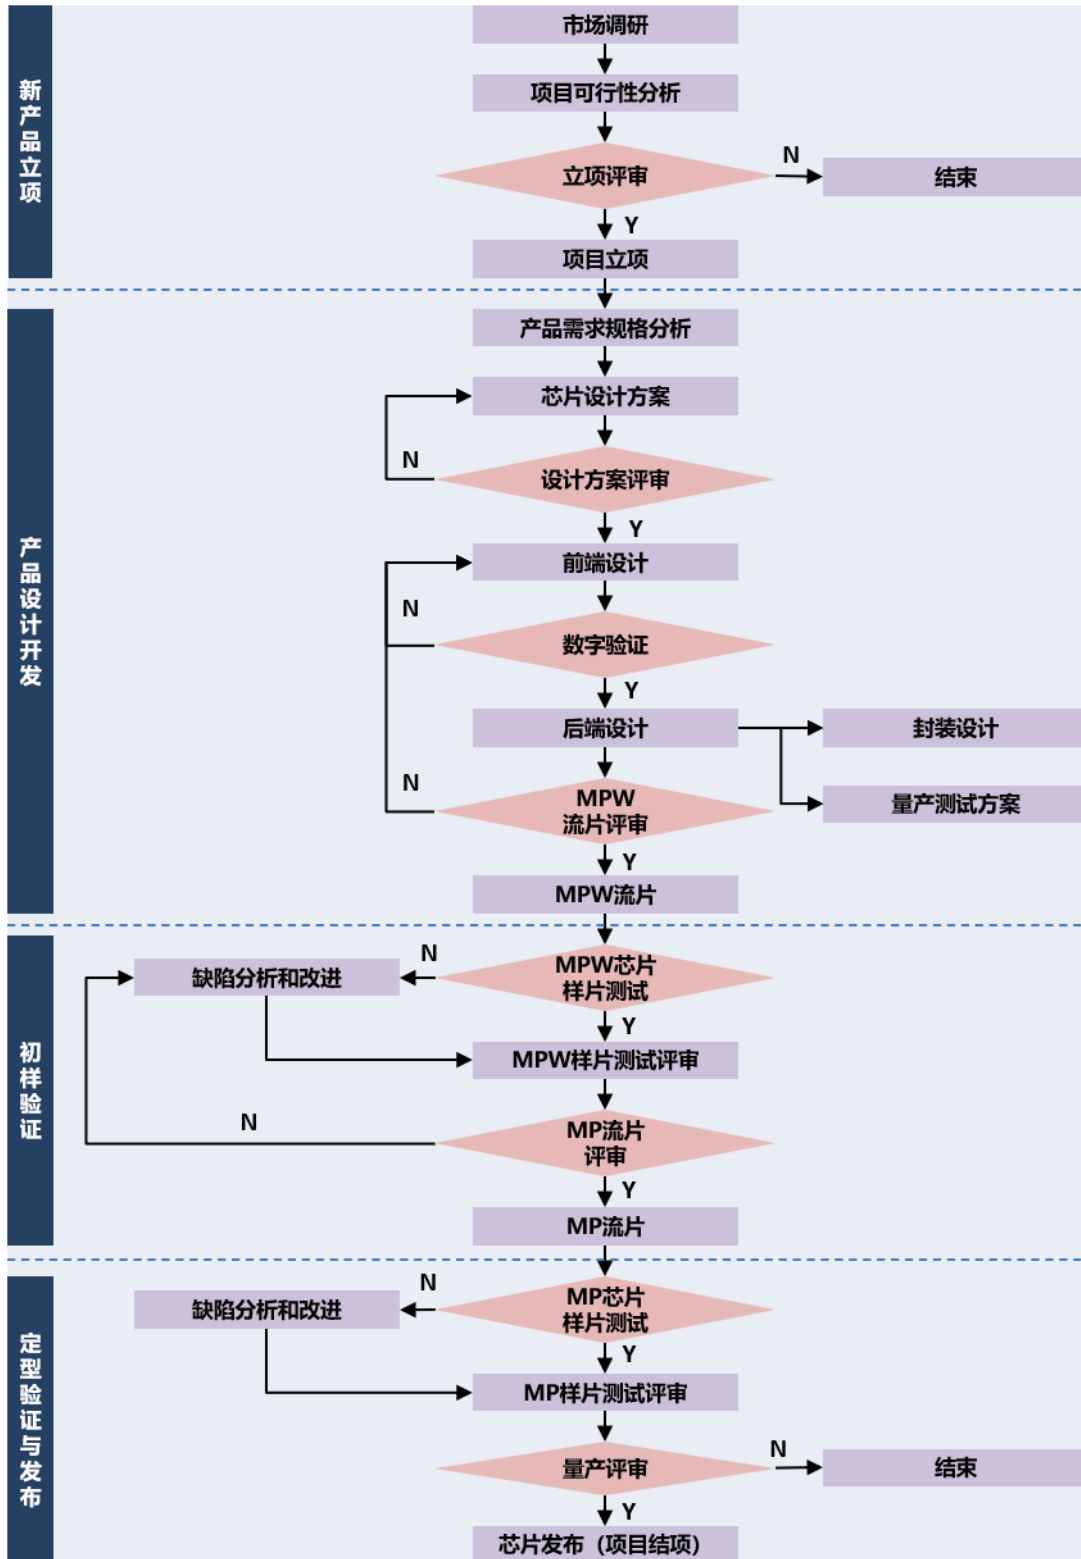 新产品立项
市场调研
项目可行性分析
立项评审
N
结束
Y
项目立项
产品设计开发
产品需求规格分析
芯片设计方案
N
设计方案评审
Y
前端设计
N
数字验证
Y
后端设计
封装设计
N
MPW
流片评审
量产测试方案
Y
MPW流片
初样验证
缺陷分析和改进
N
MPW芯片
样片测试
Y
MPW样片测试评审
N
MP流片
评审
Y
MP流片
定型验证与发布
缺陷分析和改进
N
MP芯片
样片测试
Y
MP样片测试评审
量产评审
N
结束
Y
芯片发布（项目结项）